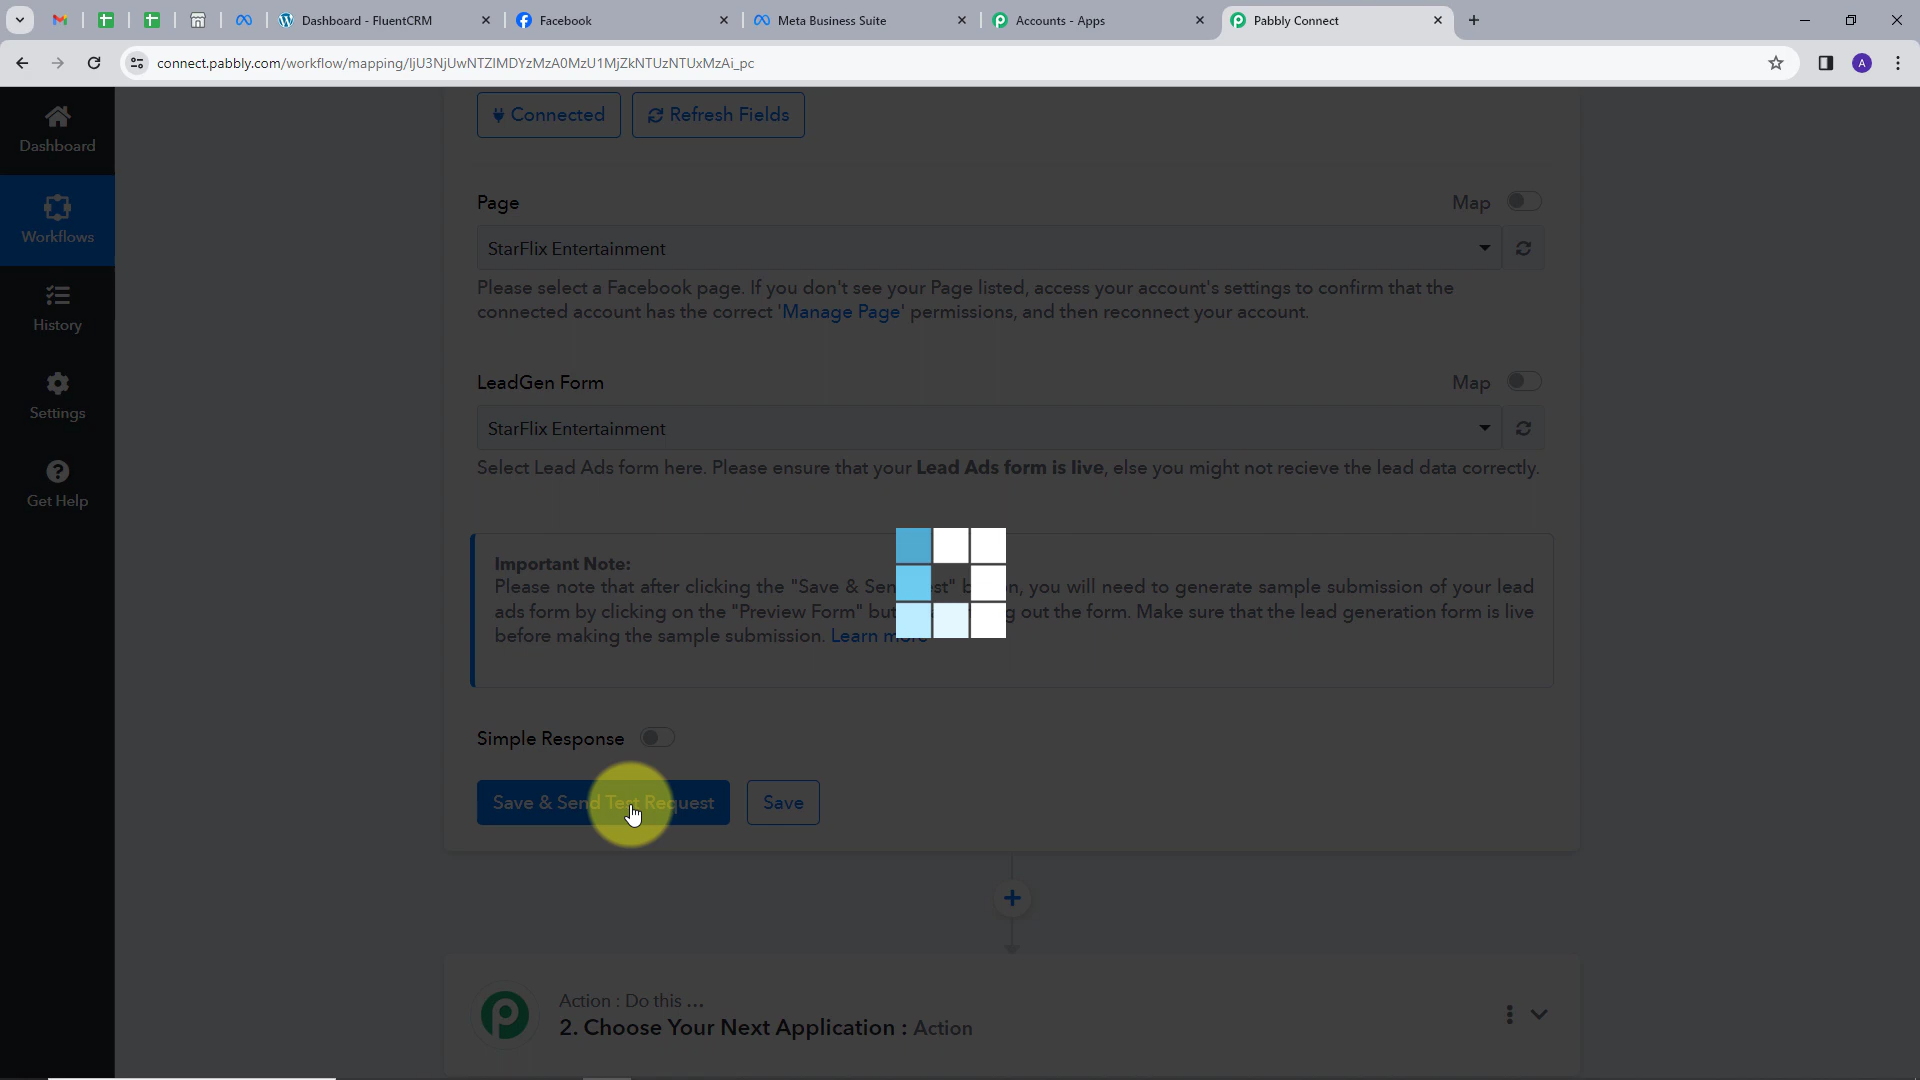 Dashboard - FluentCRM
Facebook
Meta Business Suite
Accounts - Apps
Pabbly Connect
connect.pabbly.com/workflow/mapping/IjU3NjUwNTZlMDYzMzA0MzU1MjZkNTUzNTUxMzAi_pc
A
Dashboard
Workflows
History
Settings
Get Help
Connected
Refresh Fields
Page
Map
StarFlix Entertainment
Please select a Facebook page. If you don't see your Page listed, access your account's settings to confirm that the
connected account has the correct 'Manage Page' permissions, and then reconnect your account.
LeadGen Form
Map
StarFlix Entertainment
Select Lead Ads form here. Please ensure that your Lead Ads form is live, else you might not recieve the lead data correctly.
Important Note:
Please note that after clicking the "Save & Sen st" b n, you will need to generate sample submission of your lead
ads form by clicking on the "Preview Form" but g out the form. Make sure that the lead generation form is live
before making the sample submission. Learn more
Simple Response
Save & Send Test Request
Save
Action : Do this ...
2. Choose Your Next Application : Action